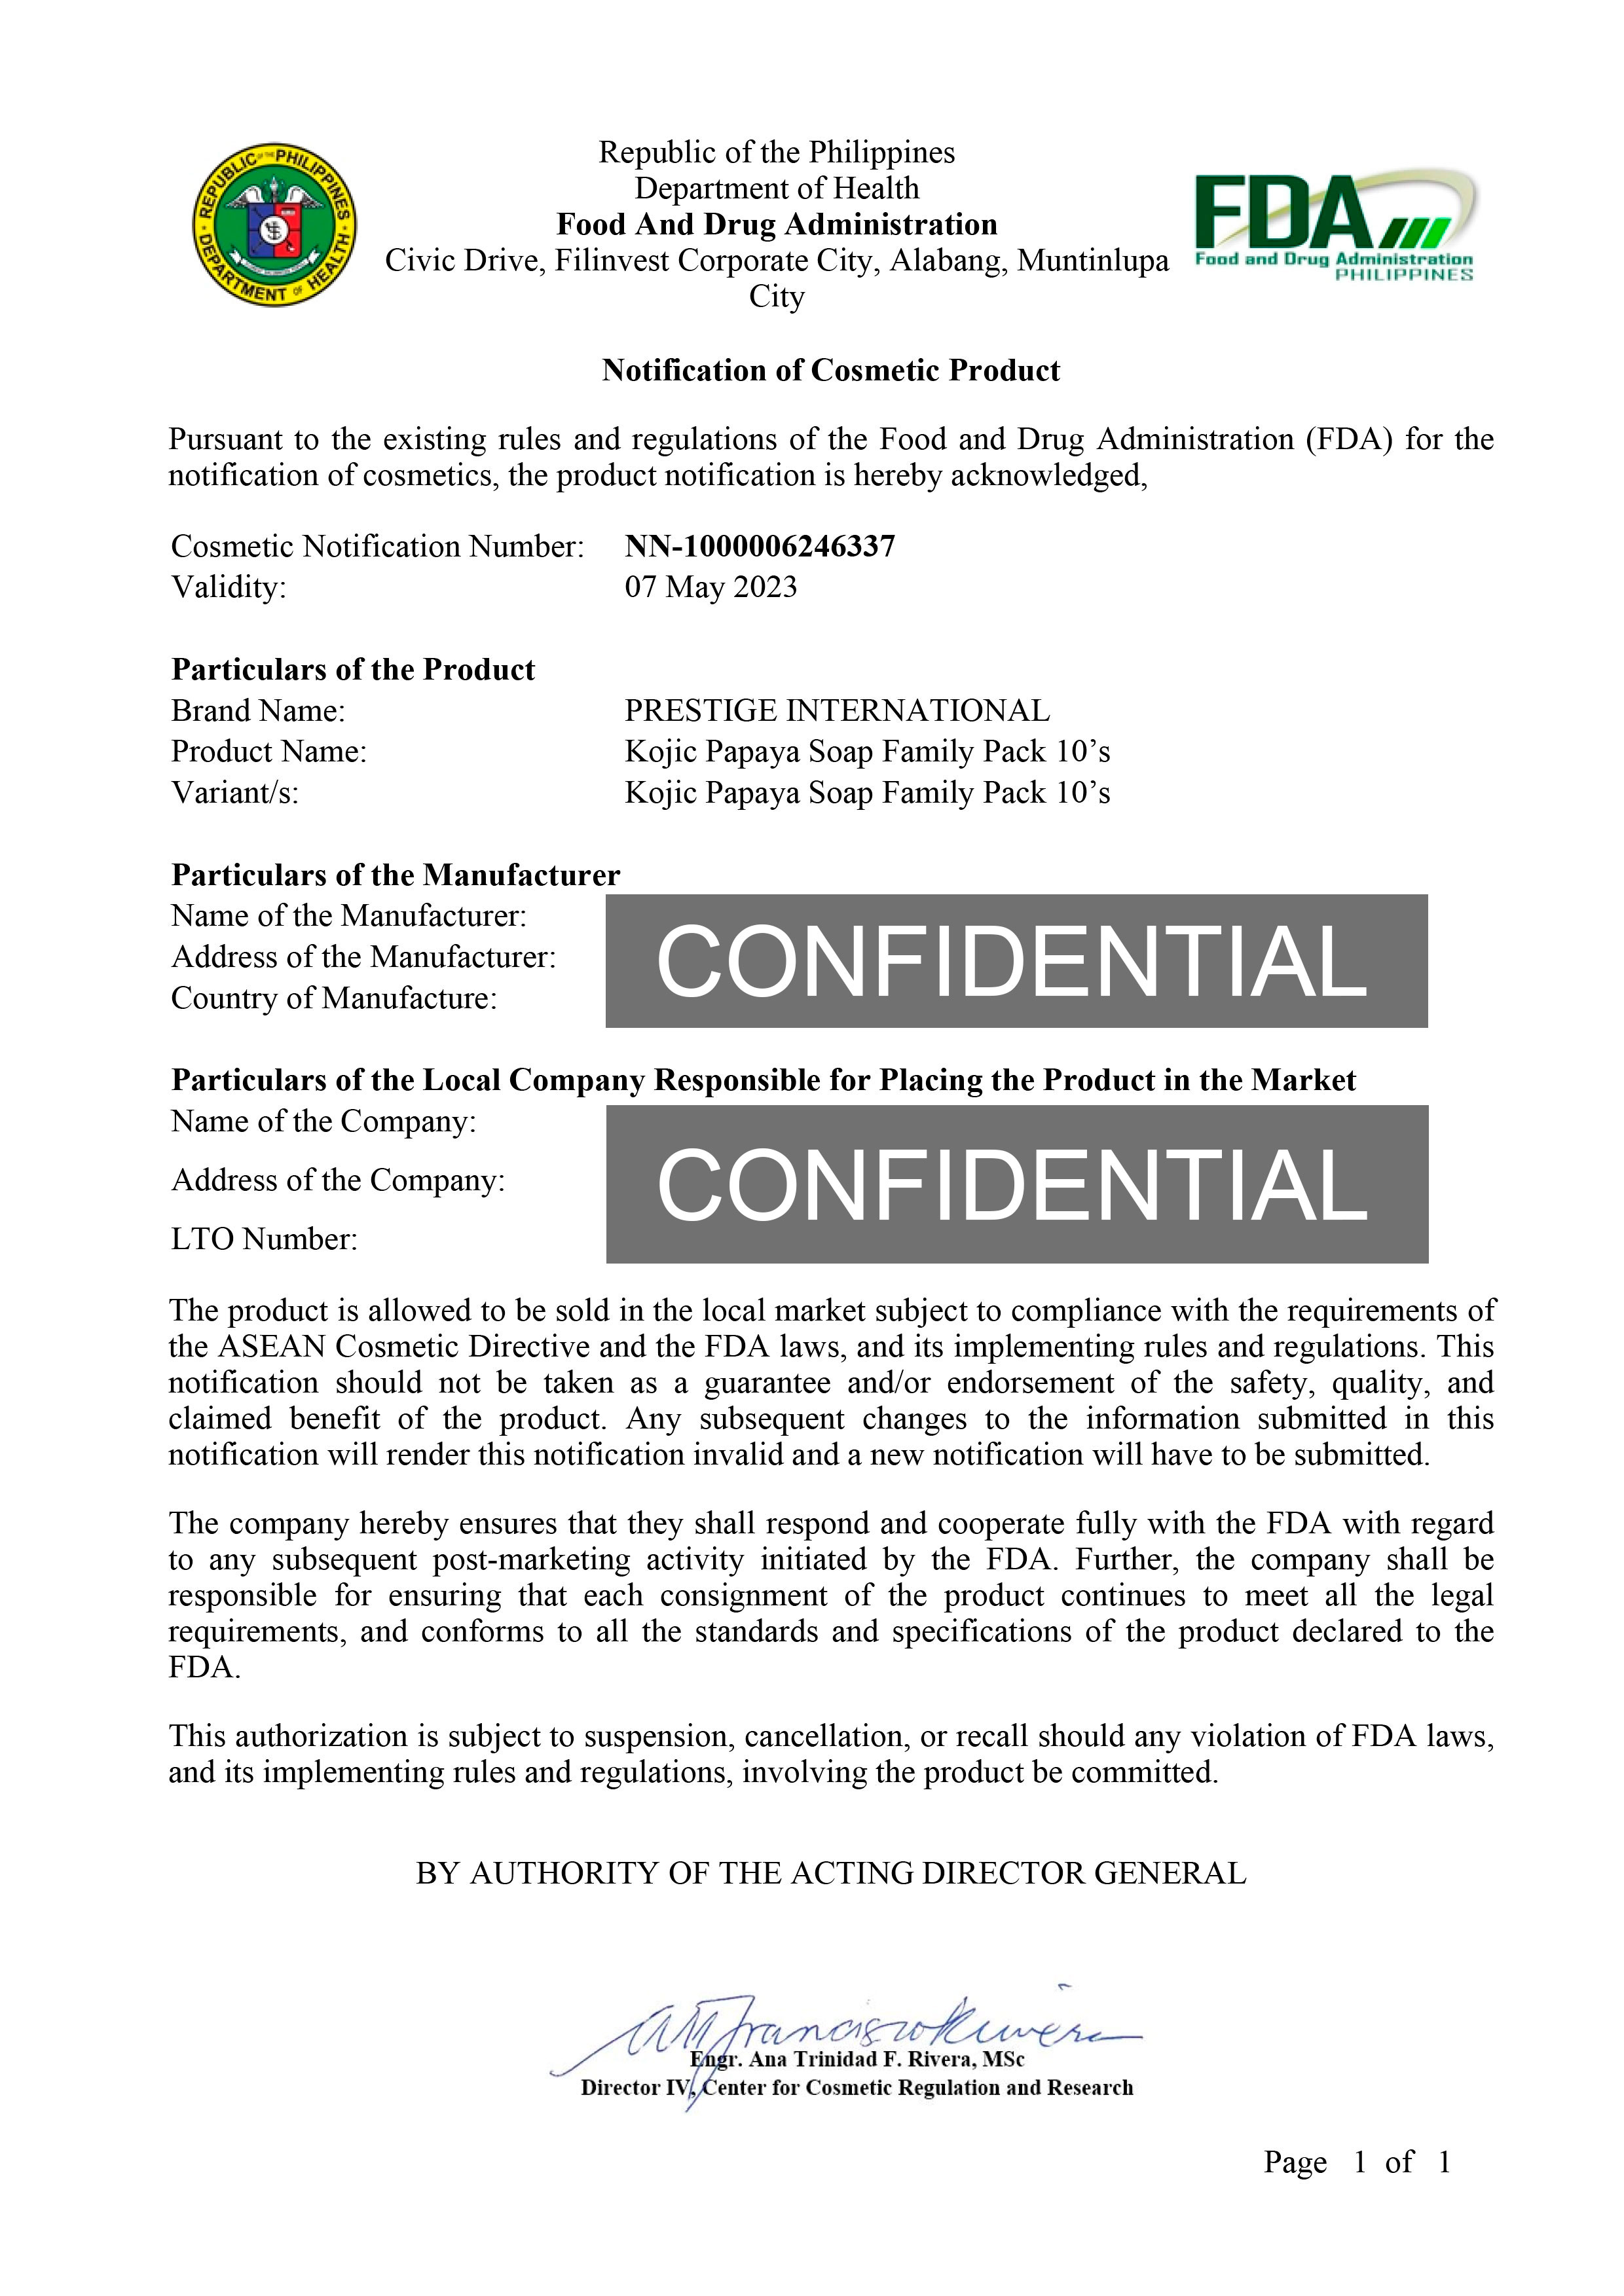 REPUBLIC OF THE PHILIPPINES
DEPARTMENT OF HEALTH
Republic of the Philippines
Department of Health
Food And Drug Administration
Civic Drive, Filinvest Corporate City, Alabang, Muntinlupa
City
FDA
Food and Drug Administration
PHILIPPINES
Notification of Cosmetic Product
Pursuant to the existing rules and regulations of the Food and Drug Administration (FDA) for the
notification of cosmetics, the product notification is hereby acknowledged,
Cosmetic Notification Number: NN-1000006246337
Validity: 07 May 2023
Particulars of the Product
Brand Name: PRESTIGE INTERNATIONAL
Product Name: Kojic Papaya Soap Family Pack 10’s
Variant/s: Kojic Papaya Soap Family Pack 10’s
Particulars of the Manufacturer
Name of the Manufacturer:
Address of the Manufacturer: CONFIDENTIAL
Country of Manufacture:
Particulars of the Local Company Responsible for Placing the Product in the Market
Name of the Company:
Address of the Company: CONFIDENTIAL
LTO Number:
The product is allowed to be sold in the local market subject to compliance with the requirements of
the ASEAN Cosmetic Directive and the FDA laws, and its implementing rules and regulations. This
notification should not be taken as a guarantee and/or endorsement of the safety, quality, and
claimed benefit of the product. Any subsequent changes to the information submitted in this
notification will render this notification invalid and a new notification will have to be submitted.
The company hereby ensures that they shall respond and cooperate fully with the FDA with regard
to any subsequent post-marketing activity initiated by the FDA. Further, the company shall be
responsible for ensuring that each consignment of the product continues to meet all the legal
requirements, and conforms to all the standards and specifications of the product declared to the
FDA.
This authorization is subject to suspension, cancellation, or recall should any violation of FDA laws,
and its implementing rules and regulations, involving the product be committed.
BY AUTHORITY OF THE ACTING DIRECTOR GENERAL
Engr. Ana Trinidad F. Rivera, MSc
Director IV, Center for Cosmetic Regulation and Research
Page 1 of 1